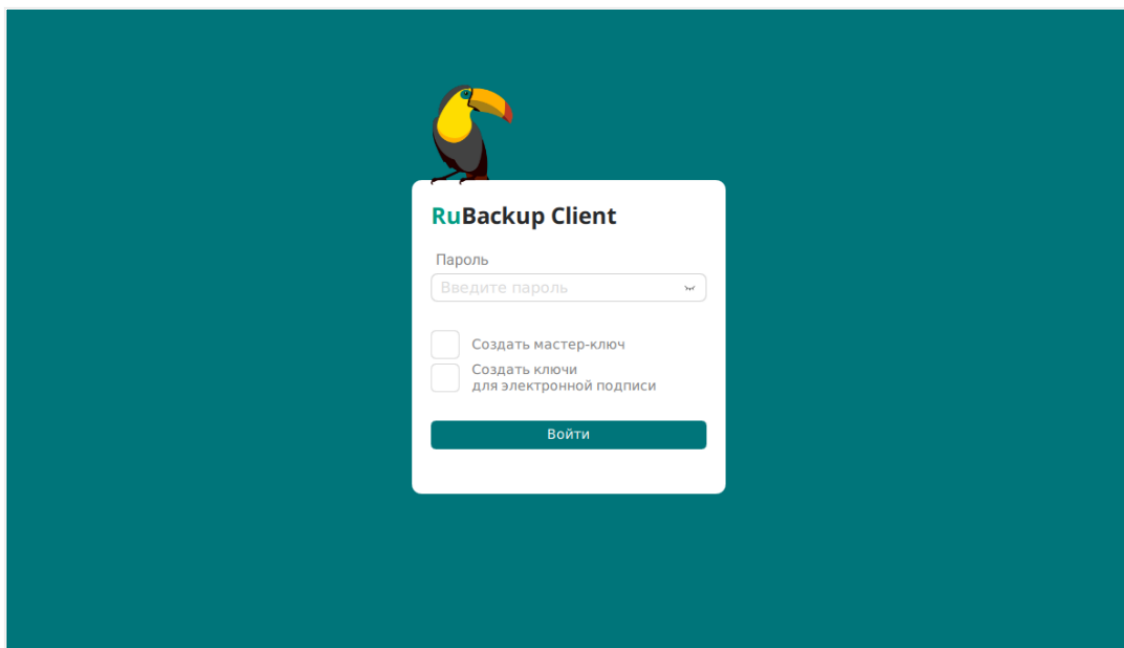 RuBackup Client
Пароль
Введите пароль
Создать мастер-ключ
Создать ключи
для электронной подписи
Войти